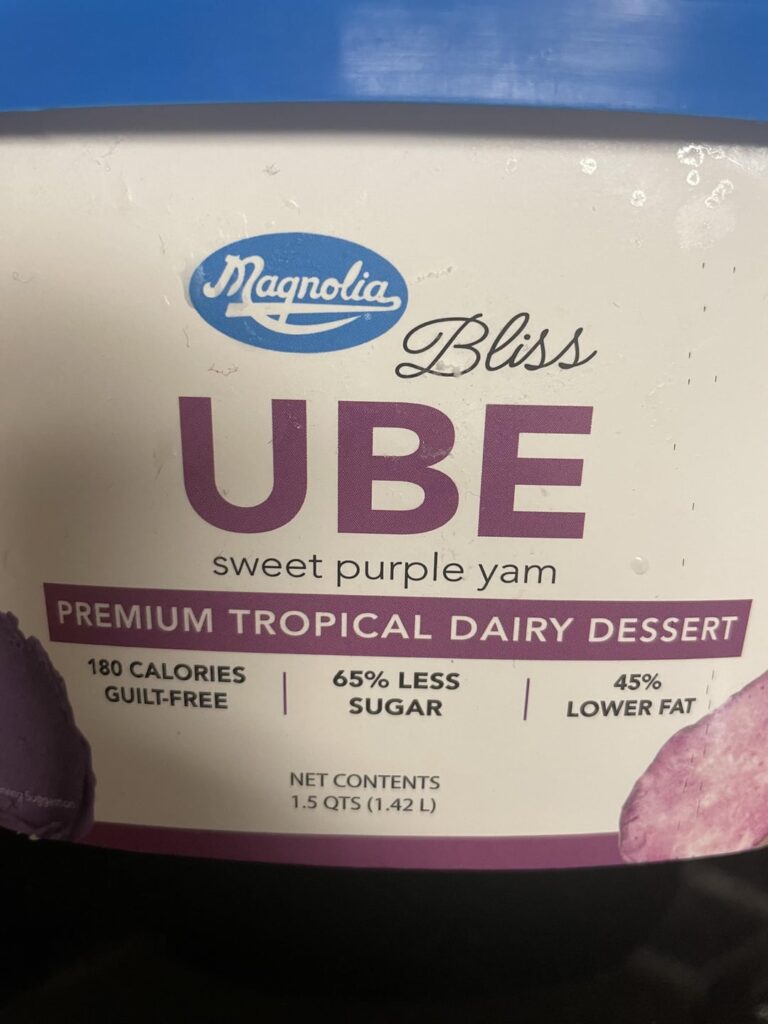 Magnolia
Bliss
UBE
sweet purple yam
PREMIUM TROPICAL DAIRY DESSERT
180 CALORIES
GUILT-FREE
65% LESS
SUGAR
45%
LOWER FAT
NET CONTENTS
1.5 QTS (1.42 L)
Suggestion